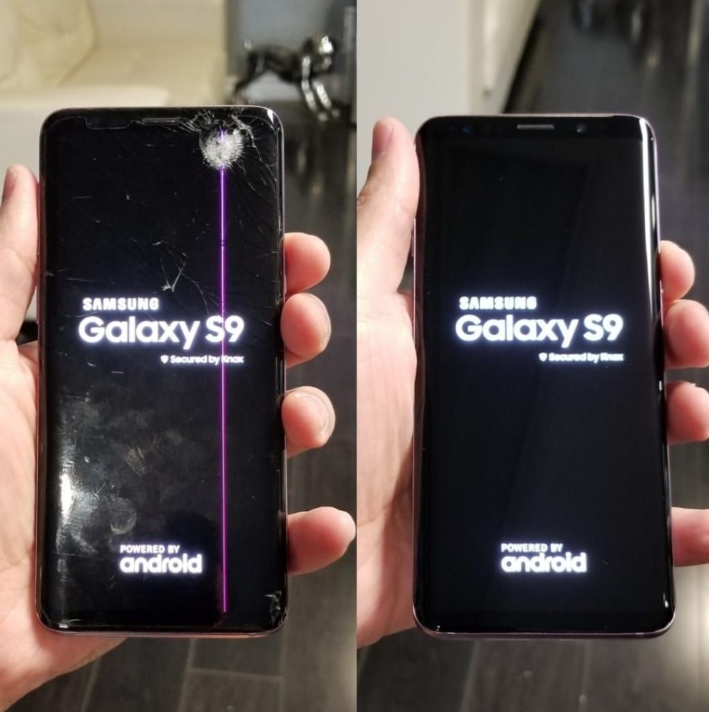 SAMSUNG
Galaxy S9
Secured by Knox
POWERED BY
android
SAMSUNG
Galaxy S9
Secured by Knox
POWERED BY
android